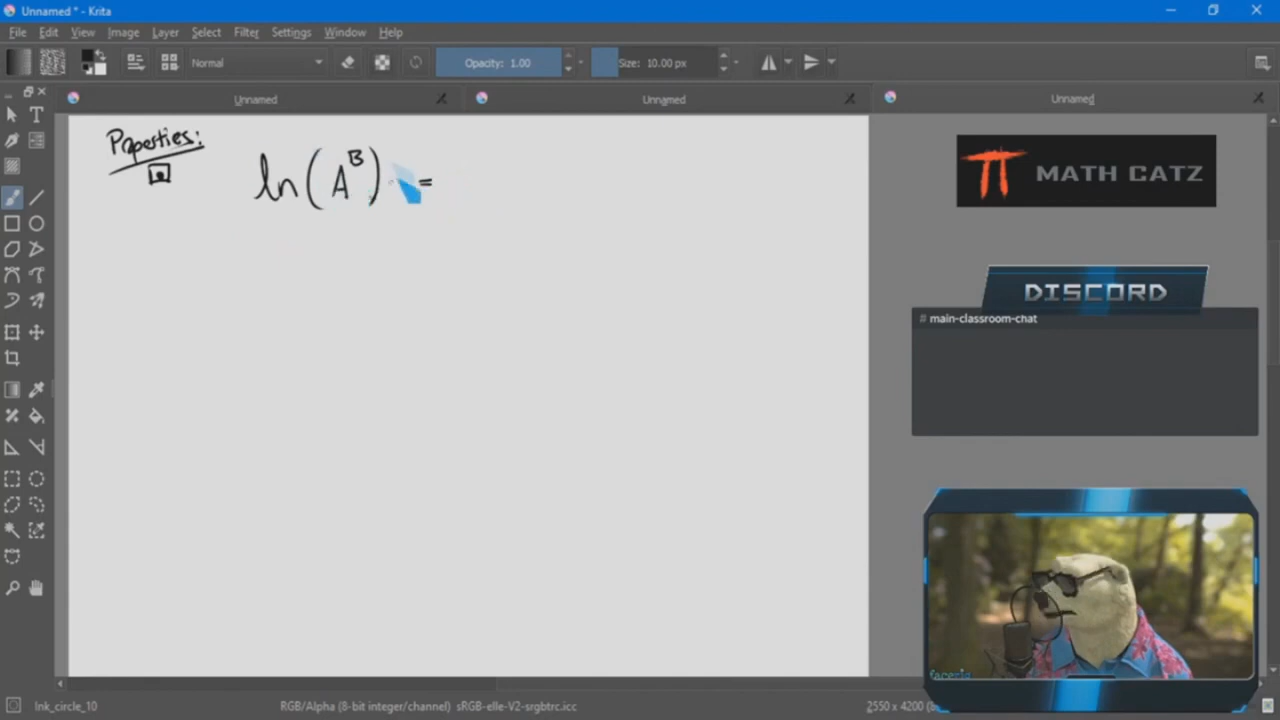 Unnamed * - Krita
File Edit View Image Layer Select Filter Settings Window Help
Normal Opacity: 1.00 Size: 10.00 px
Unnamed Unnamed Unnamed
Properties:
ln(A^B) =
π MATH CATZ
DISCORD
# main-classroom-chat
facerig
Ink_circle_10 RGB/Alpha (8-bit integer/channel) sRGB-elle-V2-srgbtrc.icc 2550 x 4200